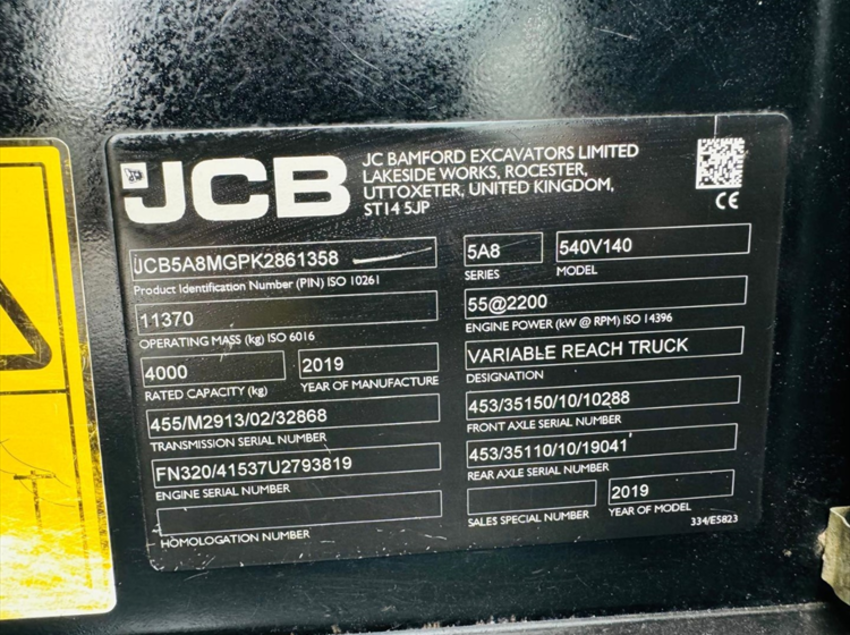 JCB
JC BAMFORD EXCAVATORS LIMITED
LAKESIDE WORKS, ROCESTER,
UTTOXETER, UNITED KINGDOM,
ST14 5JP
CE
JCB5A8MGPK2861358
Product Identification Number (PIN) ISO 10261
5A8
SERIES
540V140
MODEL
11370
OPERATING MASS (kg) ISO 6016
55@2200
ENGINE POWER (kW @ RPM) ISO 14396
4000
RATED CAPACITY (kg)
2019
YEAR OF MANUFACTURE
VARIABLE REACH TRUCK
DESIGNATION
455/M2913/02/32868
TRANSMISSION SERIAL NUMBER
453/35150/10/10288
FRONT AXLE SERIAL NUMBER
FN320/41537U2793819
ENGINE SERIAL NUMBER
453/35110/10/19041
REAR AXLE SERIAL NUMBER
HOMOLOGATION NUMBER
SALES SPECIAL NUMBER
2019
YEAR OF MODEL
334/E5823